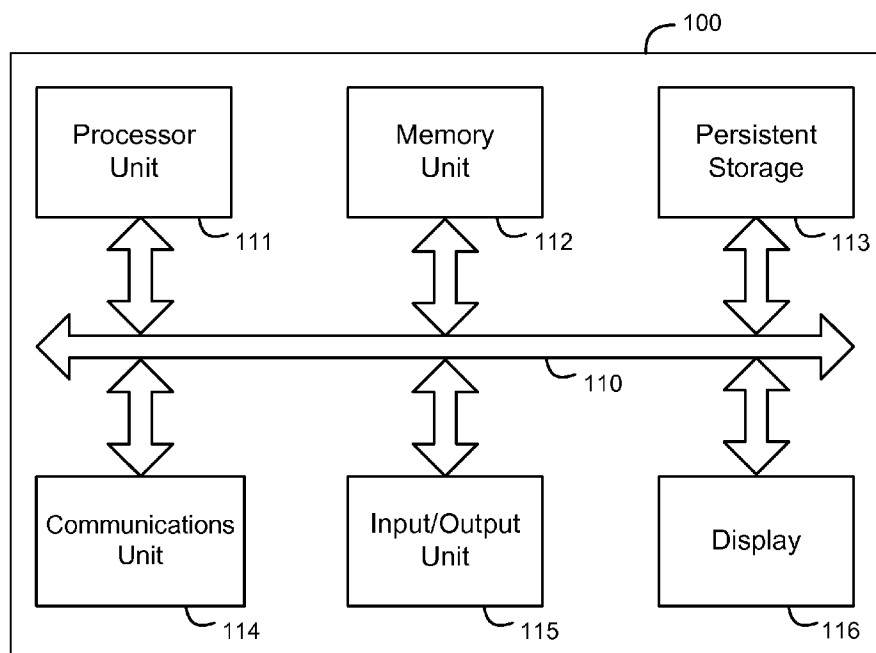 100
Processor
Unit
111
Memory
Unit
112
Persistent
Storage
113
110
Communications
Unit
114
Input/Output
Unit
115
Display
116